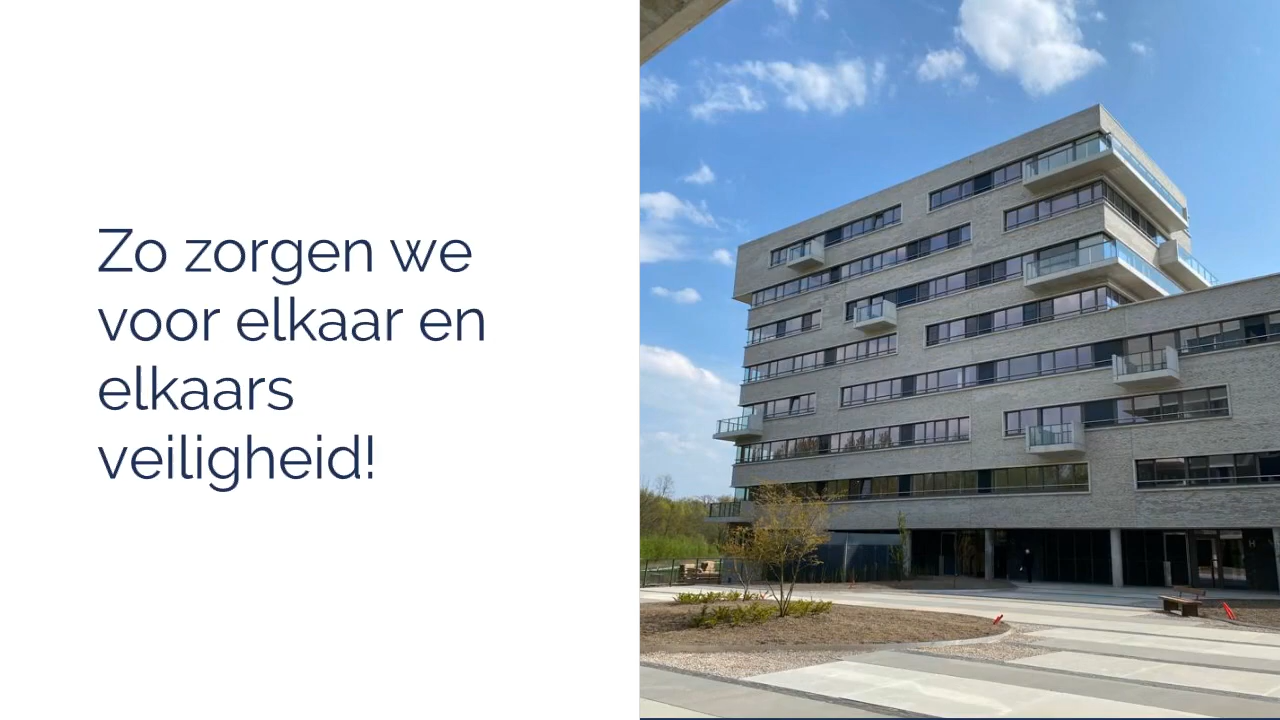 Zo zorgen we
voor elkaar en
elkaars
veiligheid!
H